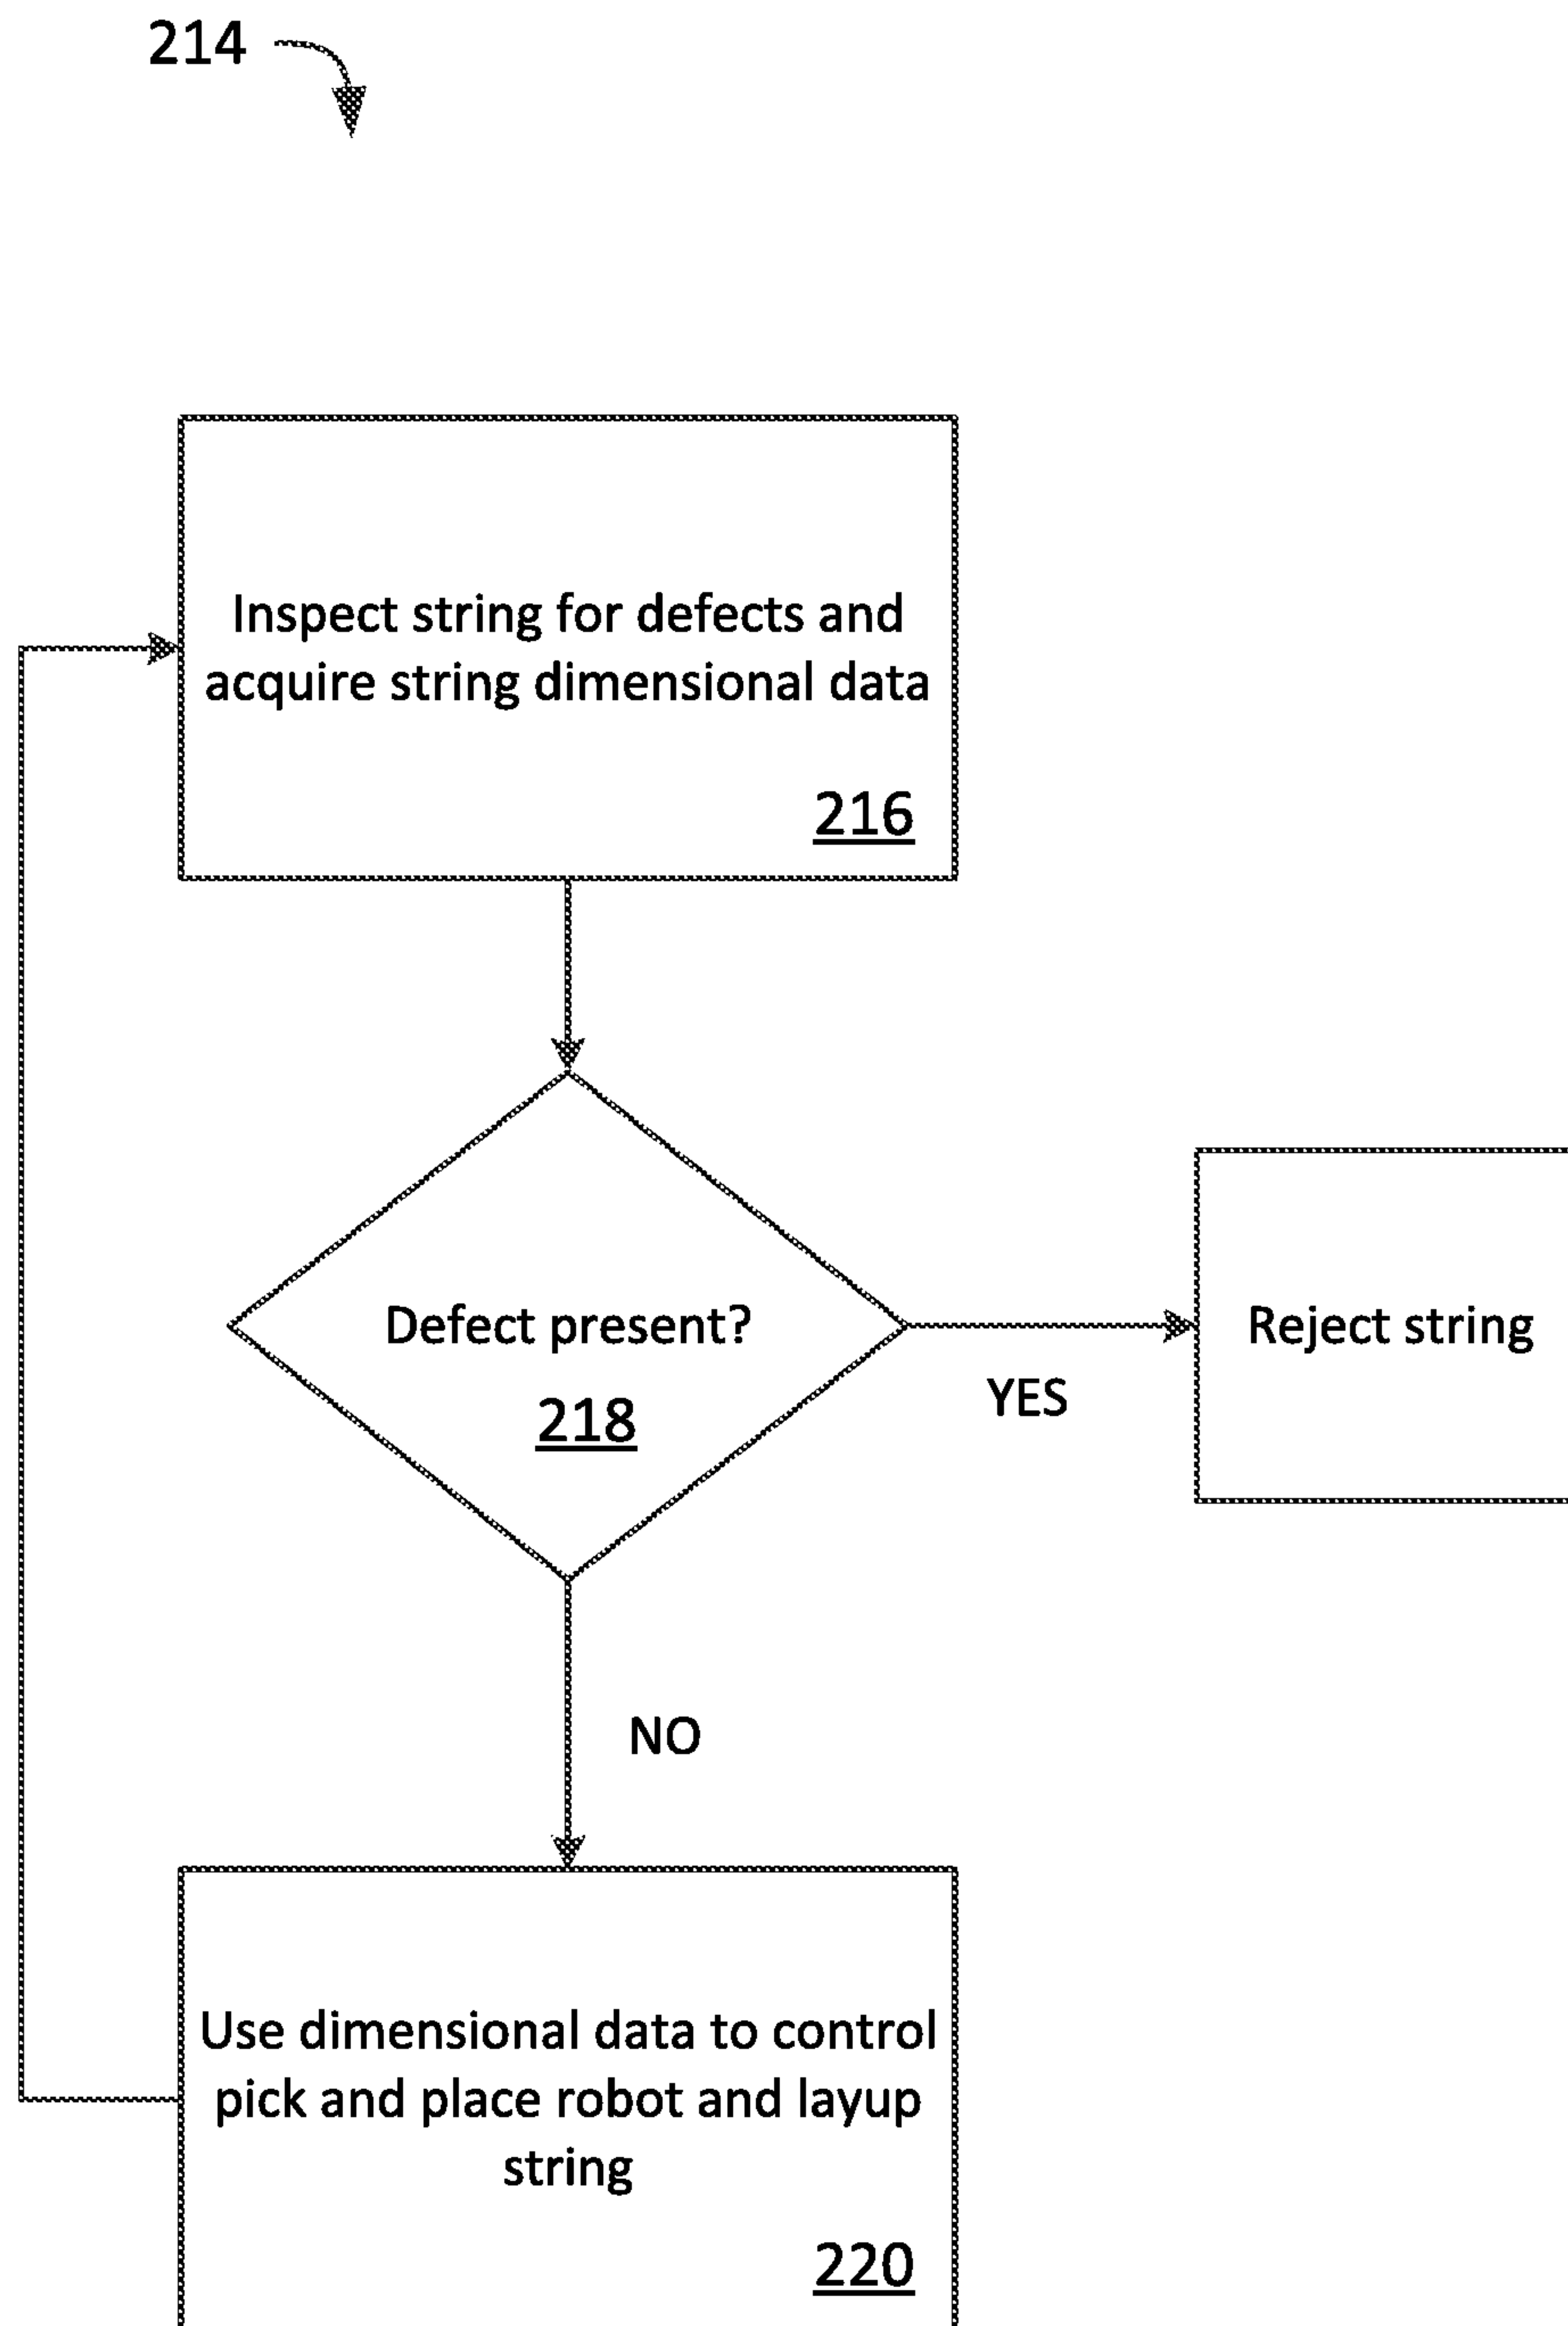 214
Inspect string for defects and
acquire string dimensional data
216
Defect present?
218
YES
Reject string
NO
Use dimensional data to control
pick and place robot and layup
string
220